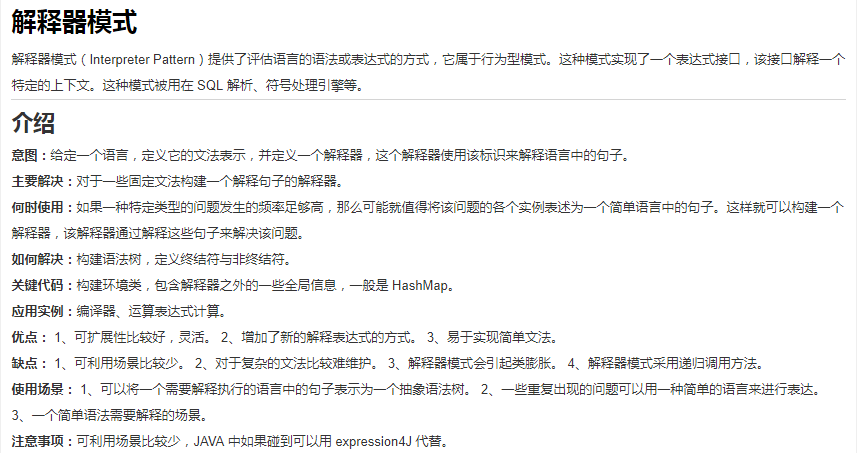 解释器模式
解释器模式（Interpreter Pattern）提供了评估语言的语法或表达式的方式，它属于行为型模式。这种模式实现了一个表达式接口，该接口解释一个
特定的上下文。这种模式被用在 SQL 解析、符号处理引擎等。
介绍
意图：给定一个语言，定义它的文法表示，并定义一个解释器，这个解释器使用该标识来解释语言中的句子。
主要解决：对于一些固定文法构建一个解释句子的解释器。
何时使用：如果一种特定类型的问题发生的频率足够高，那么可能就值得将该问题的各个实例表述为一个简单语言中的句子。这样就可以构建一个
解释器，该解释器通过解释这些句子来解决该问题。
如何解决：构建语法树，定义终结符与非终结符。
关键代码：构建环境类，包含解释器之外的一些全局信息，一般是 HashMap。
应用实例：编译器、运算表达式计算。
优点： 1、可扩展性比较好，灵活。 2、增加了新的解释表达式的方式。 3、易于实现简单文法。
缺点： 1、可利用场景比较少。 2、对于复杂的文法比较难维护。 3、解释器模式会引起类膨胀。 4、解释器模式采用递归调用方法。
使用场景： 1、可以将一个需要解释执行的语言中的句子表示为一个抽象语法树。 2、一些重复出现的问题可以用一种简单的语言来进行表达。
3、一个简单语法需要解释的场景。
注意事项：可利用场景比较少，JAVA 中如果碰到可以用 expression4J 代替。